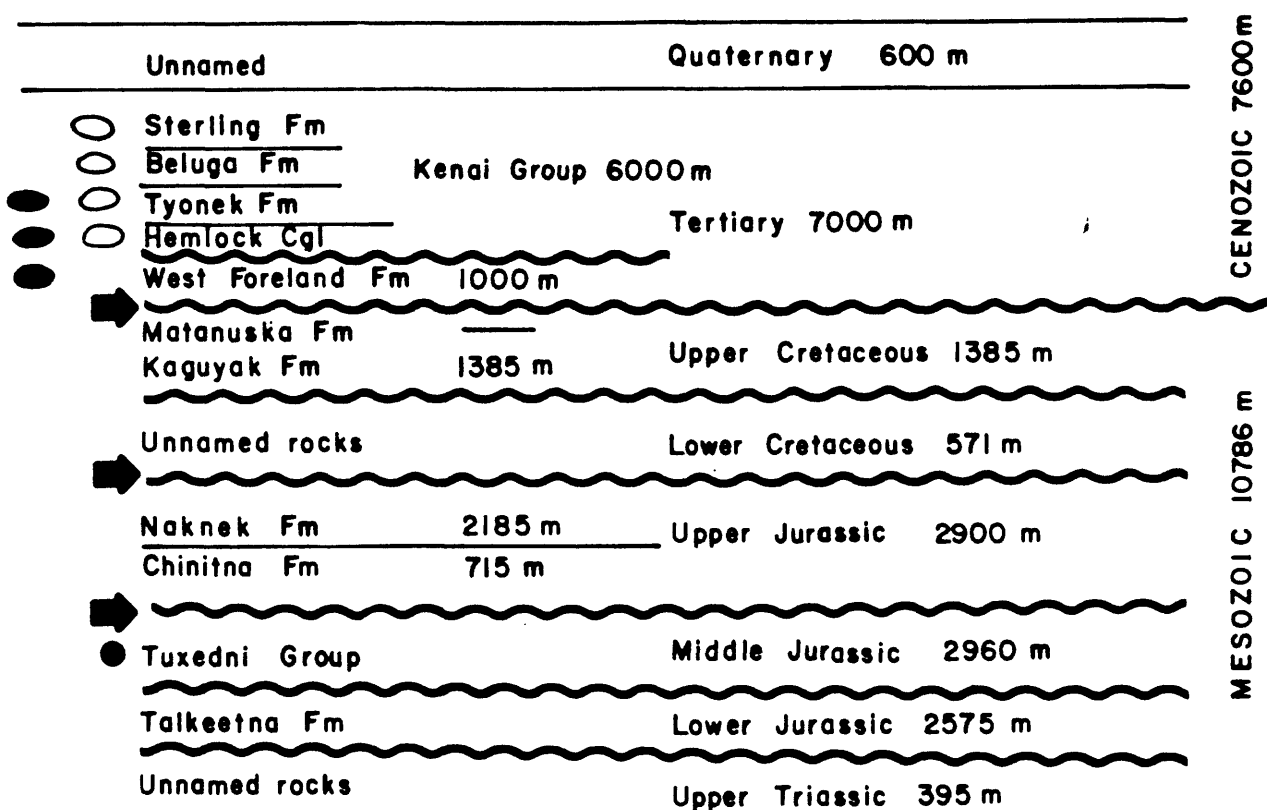 Unnamed Quaternary 600 m
Sterling Fm
Beluga Fm Kenai Group 6000 m
Tyonek Fm
Tertiary 7000 m
Hemlock Cgl
West Foreland Fm 1000 m
CENOZOIC 7600 m
Matanuska Fm
Upper Cretaceous 1385 m
Kaguyak Fm 1385 m
Unnamed rocks Lower Cretaceous 571 m
Naknek Fm 2185 m Upper Jurassic 2900 m
Chinitna Fm 715 m
Tuxedni Group Middle Jurassic 2960 m
Talkeetna Fm Lower Jurassic 2575 m
Unnamed rocks Upper Triassic 395 m
MESOZOIC 10786 m